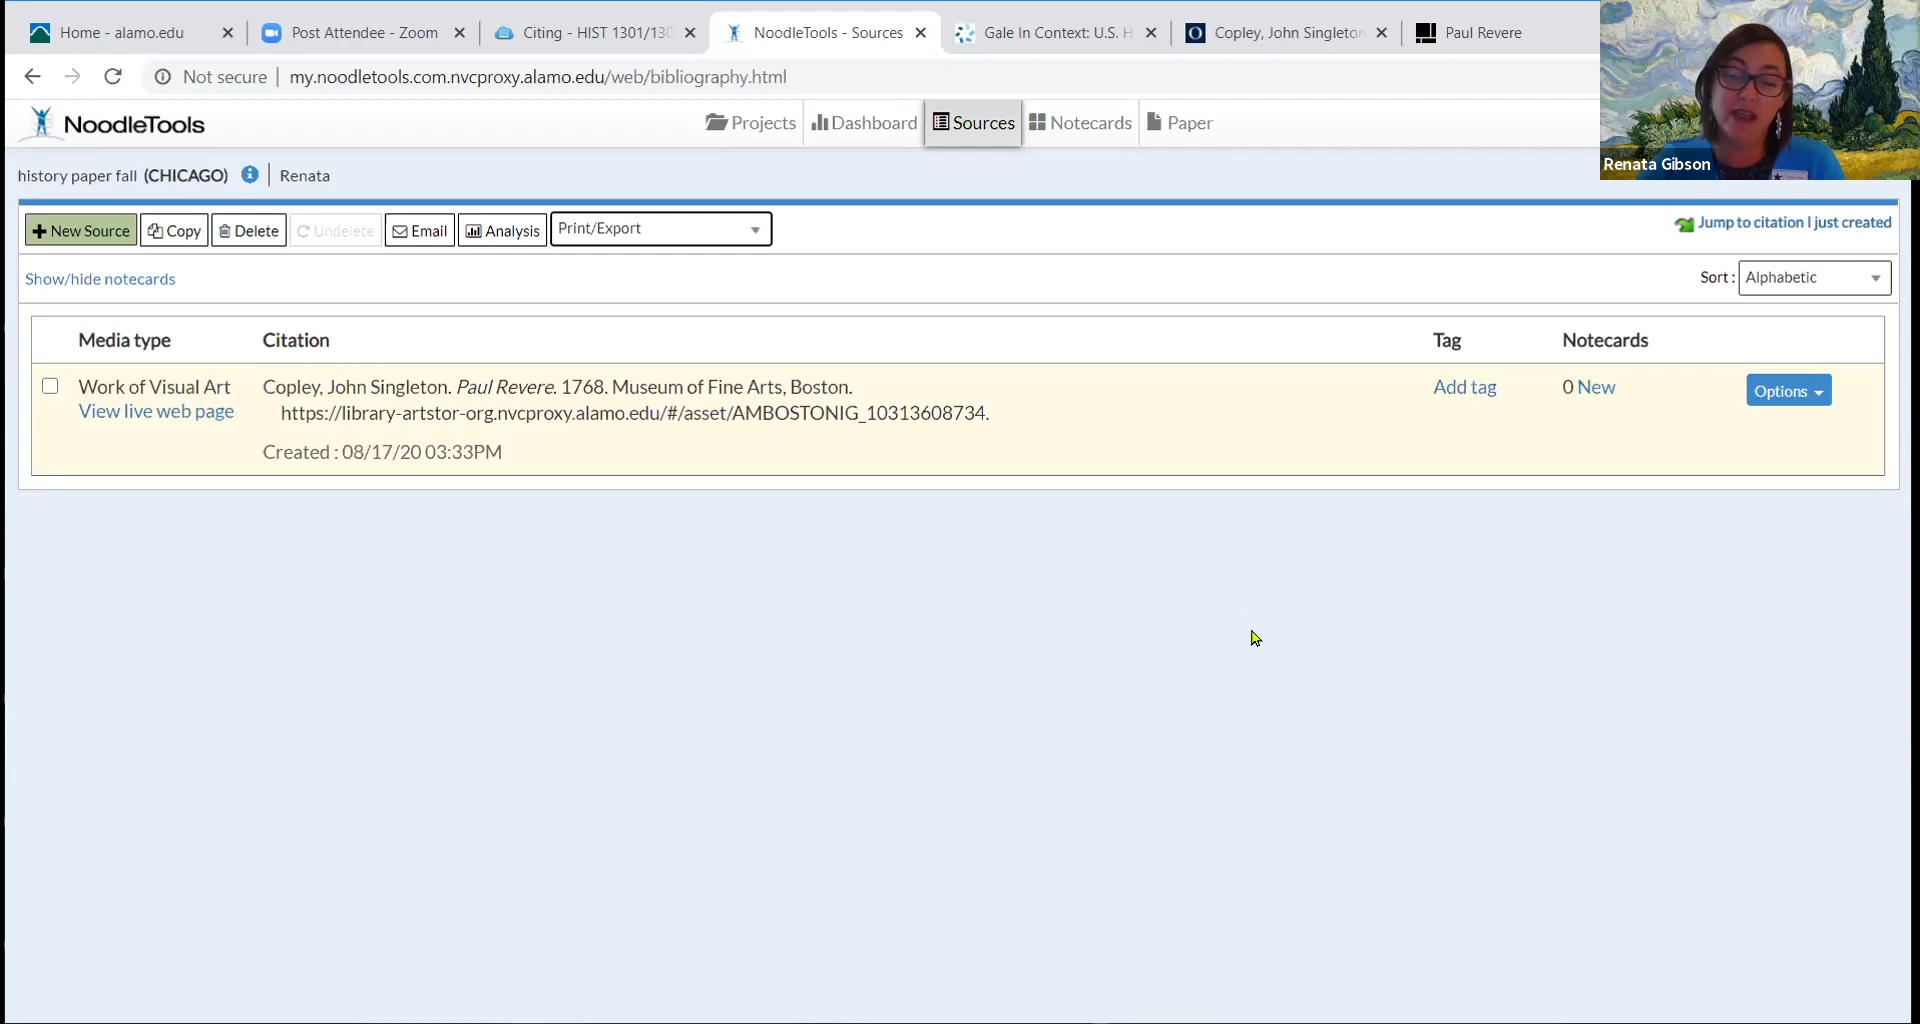 Home - alamo.edu
Post Attendee - Zoom
Citing - HIST 1301/130
NoodleTools - Sources
Gale In Context: U.S. H
Copley, John Singleton
Paul Revere
Not secure | my.noodletools.com.nvcproxy.alamo.edu/web/bibliography.html
NoodleTools
Projects
Dashboard
Sources
Notecards
Paper
Renata Gibson
history paper fall (CHICAGO) | Renata
New Source
Copy
Delete
Undelete
Email
Analysis
Print/Export
Jump to citation I just created
Show/hide notecards
Sort : Alphabetic
Media type
Citation
Tag
Notecards
Work of Visual Art
View live web page
Copley, John Singleton. Paul Revere. 1768. Museum of Fine Arts, Boston.
https://library-artstor-org.nvcproxy.alamo.edu/#/asset/AMBOSTONIG_10313608734.
Created : 08/17/20 03:33PM
Add tag
0 New
Options